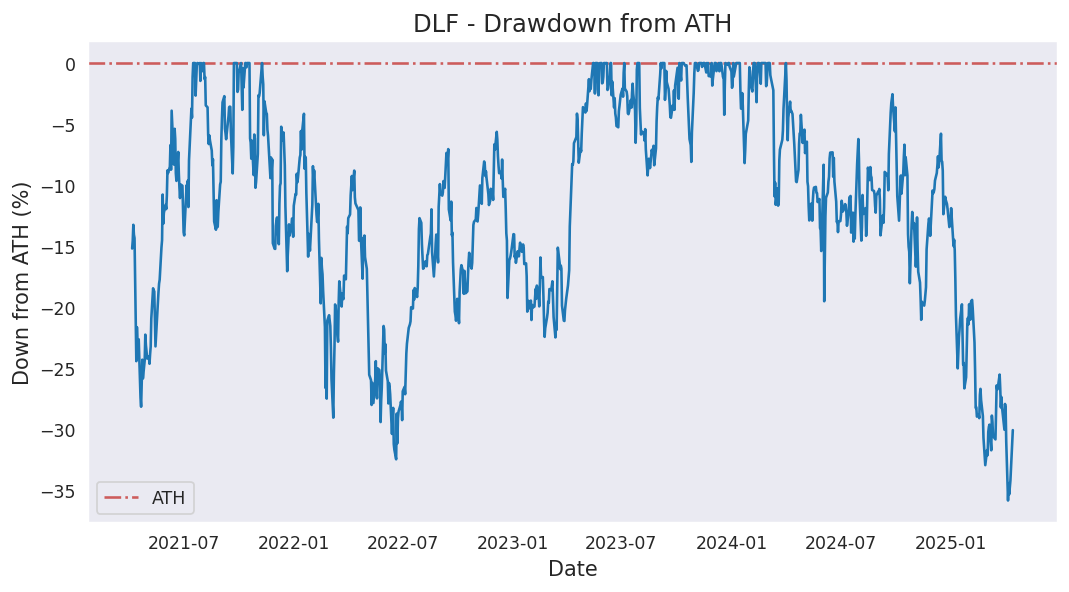 DLF - Drawdown from ATH
Down from ATH (%)
0
−5
−10
−15
−20
−25
−30
−35
ATH
2021-07 2022-01 2022-07 2023-01 2023-07 2024-01 2024-07 2025-01
Date